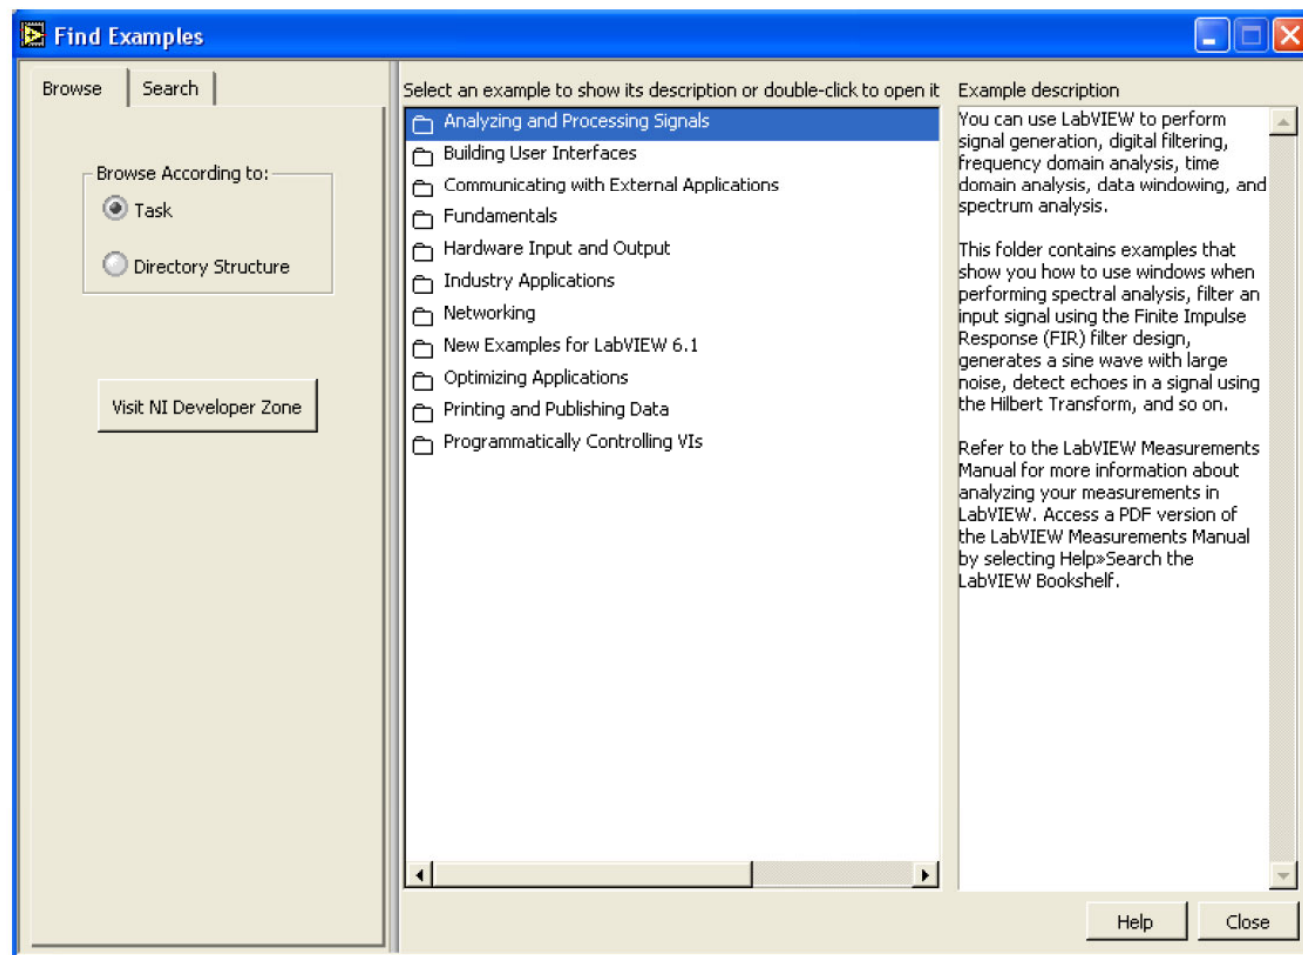 Find Examples
Browse
Search
Browse According to:
Task
Directory Structure
Visit NI Developer Zone
Select an example to show its description or double-click to open it
Analyzing and Processing Signals
Building User Interfaces
Communicating with External Applications
Fundamentals
Hardware Input and Output
Industry Applications
Networking
New Examples for LabVIEW 6.1
Optimizing Applications
Printing and Publishing Data
Programmatically Controlling VIs
Example description
You can use LabVIEW to perform
signal generation, digital filtering,
frequency domain analysis, time
domain analysis, data windowing, and
spectrum analysis.
This folder contains examples that
show you how to use windows when
performing spectral analysis, filter an
input signal using the Finite Impulse
Response (FIR) filter design,
generates a sine wave with large
noise, detect echoes in a signal using
the Hilbert Transform, and so on.
Refer to the LabVIEW Measurements
Manual for more information about
analyzing your measurements in
LabVIEW. Access a PDF version of
the LabVIEW Measurements Manual
by selecting Help»Search the
LabVIEW Bookshelf.
Help
Close